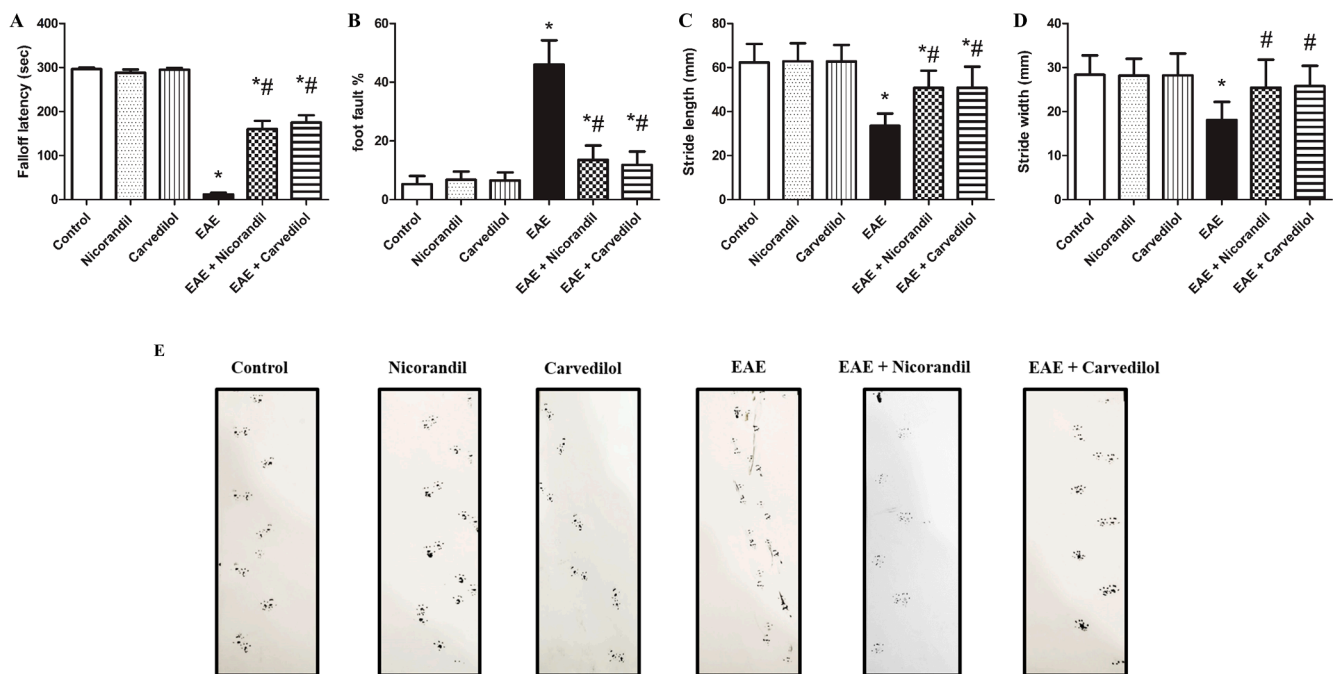 A
Falloff latency (sec)
400
300
200
100
0
*
*#
*#
Control
Nicorandil
Carvedilol
EAE
EAE + Nicorandil
EAE + Carvedilol
B
foot fault %
60
40
20
0
*
*#
*#
Control
Nicorandil
Carvedilol
EAE
EAE + Nicorandil
EAE + Carvedilol
C
Stride length (mm)
80
60
40
20
0
*
*#
*#
Control
Nicorandil
Carvedilol
EAE
EAE + Nicorandil
EAE + Carvedilol
D
Stride width (mm)
40
30
20
10
0
*
#
#
Control
Nicorandil
Carvedilol
EAE
EAE + Nicorandil
EAE + Carvedilol
E
Control Nicorandil Carvedilol EAE EAE + Nicorandil EAE + Carvedilol